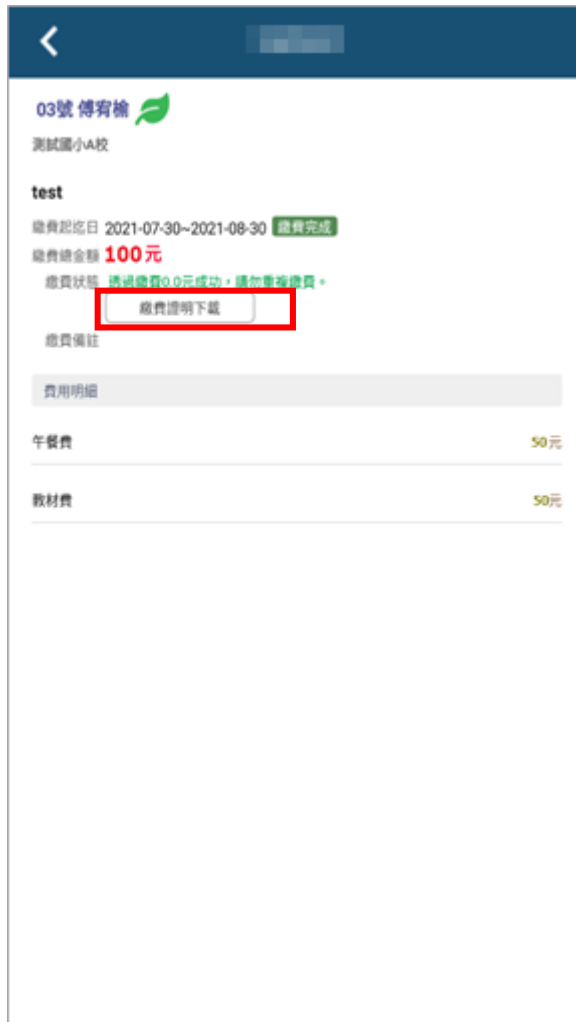 03號 傅宥榆
測試國小A校
test
繳費起迄日 2021-07-30~2021-08-30 繳費完成
繳費總金額 100元
繳費狀態 透過繳費0.0元成功，請勿重複繳費。
繳費證明下載
繳費備註
費用明細
午餐費 50元
教材費 50元